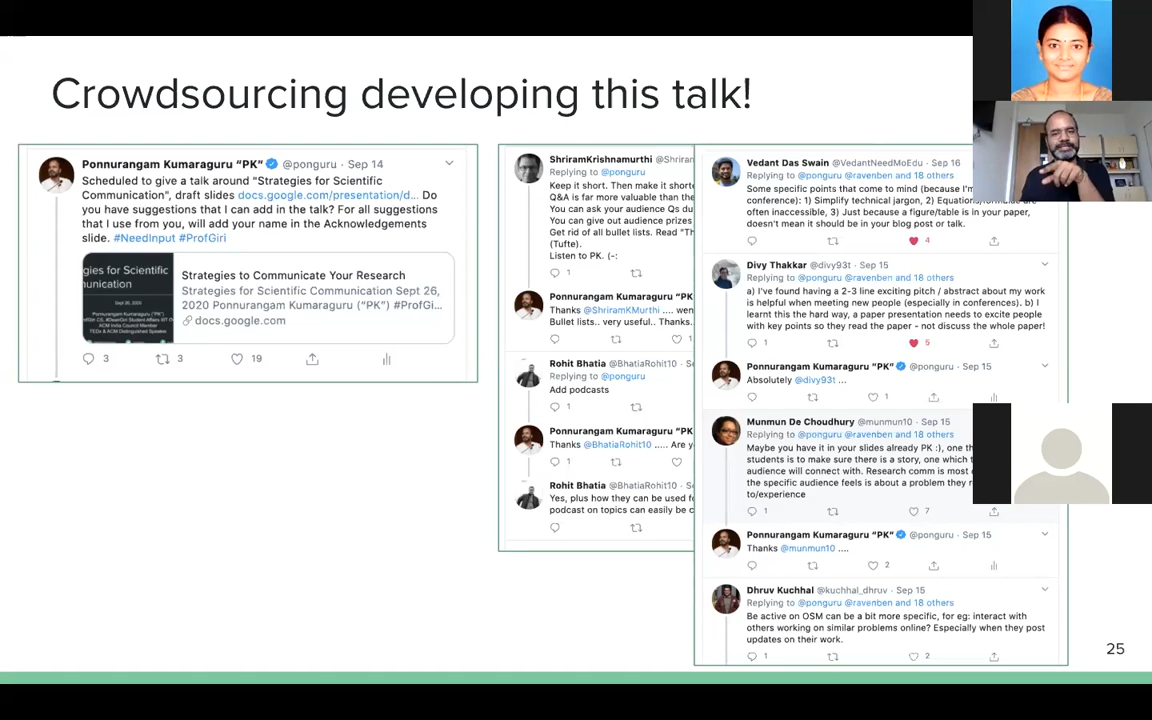 Crowdsourcing developing this talk!
Ponnurangam Kumaraguru “PK” @ponguru · Sep 14
Scheduled to give a talk around "Strategies for Scientific
Communication", draft slides docs.google.com/presentation/d... Do
you have suggestions that I can add in the talk? For all suggestions
that I use from you, will add your name in the Acknowledgements
slide. #NeedInput #ProfGiri
gies for Scientific
unication
Sept 26, 2020
Strategies to Communicate Your Research
Strategies for Scientific Communication Sept 26,
2020 Ponnurangam Kumaraguru (“PK”) #ProfGi...
docs.google.com
3 3 19
ShriramKrishnamurthi @Shriram
Replying to @ponguru
Keep it short. Then make it shorte
Q&A is far more valuable than the
You can ask your audience Qs du
You can give out audience prizes
Get rid of all bullet lists. Read "Th
(Tufte).
Listen to PK. (-:
1
Ponnurangam Kumaraguru “PK
Thanks @ShriramKMurthi .... wen
Bullet lists.. very useful.. Thanks..
1
Rohit Bhatia @BhatiaRohit10 · Se
Replying to @ponguru
Add podcasts
1
Ponnurangam Kumaraguru “PK
Thanks @BhatiaRohit10 ..... Are y
1
Rohit Bhatia @BhatiaRohit10 · Se
Yes, plus how they can be used fo
podcast on topics can easily be c
Vedant Das Swain @VedantNeedMoEdu · Sep 16
Replying to @ponguru @ravenben and 18 others
Some specific points that come to mind (because I'm
conference): 1) Simplify technical jargon, 2) Equations/formulae are
often inaccessible, 3) Just because a figure/table is in your paper,
doesn't mean it should be in your blog post or talk.
4
Divy Thakkar @divy93t · Sep 15
Replying to @ponguru @ravenben and 18 others
a) I've found having a 2-3 line exciting pitch / abstract about my work
is helpful when meeting new people (especially in conferences). b) I
learnt this the hard way, a paper presentation needs to excite people
with key points so they read the paper - not discuss the whole paper!
1 5
Ponnurangam Kumaraguru “PK” @ponguru · Sep 15
Absolutely @divy93t ...
1
Munmun De Choudhury @munmun10 · Sep 15
Replying to @ponguru @ravenben and 18 others
Maybe you have it in your slides already PK :), one th
students is to make sure there is a story, one which t
audience will connect with. Research comm is most e
the specific audience feels is about a problem they r
to/experience
1 7
Ponnurangam Kumaraguru “PK” @ponguru · Sep 15
Thanks @munmun10 ....
2
Dhruv Kuchhal @kuchhal_dhruv · Sep 15
Replying to @ponguru @ravenben and 18 others
Be active on OSM can be a bit more specific, for eg: interact with
others working on similar problems online? Especially when they post
updates on their work.
1 2
25